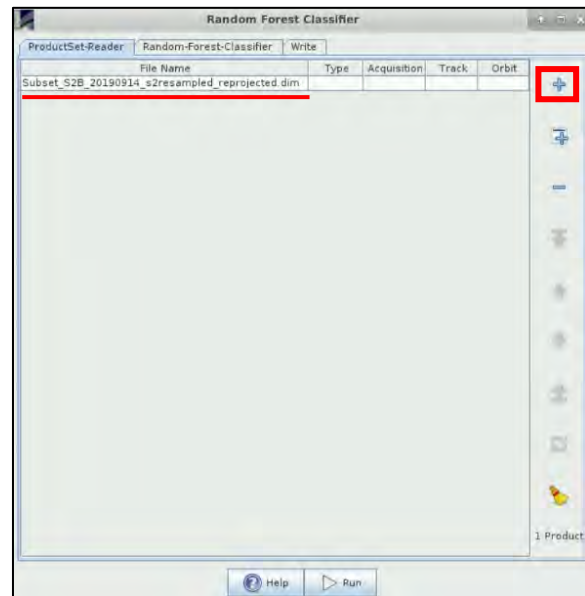 Random Forest Classifier
ProductSet-Reader Random-Forest-Classifier Write
File Name Type Acquisition Track Orbit
Subset_S2B_20190914_s2resampled_reprojected.dim
1 Product
Help Run